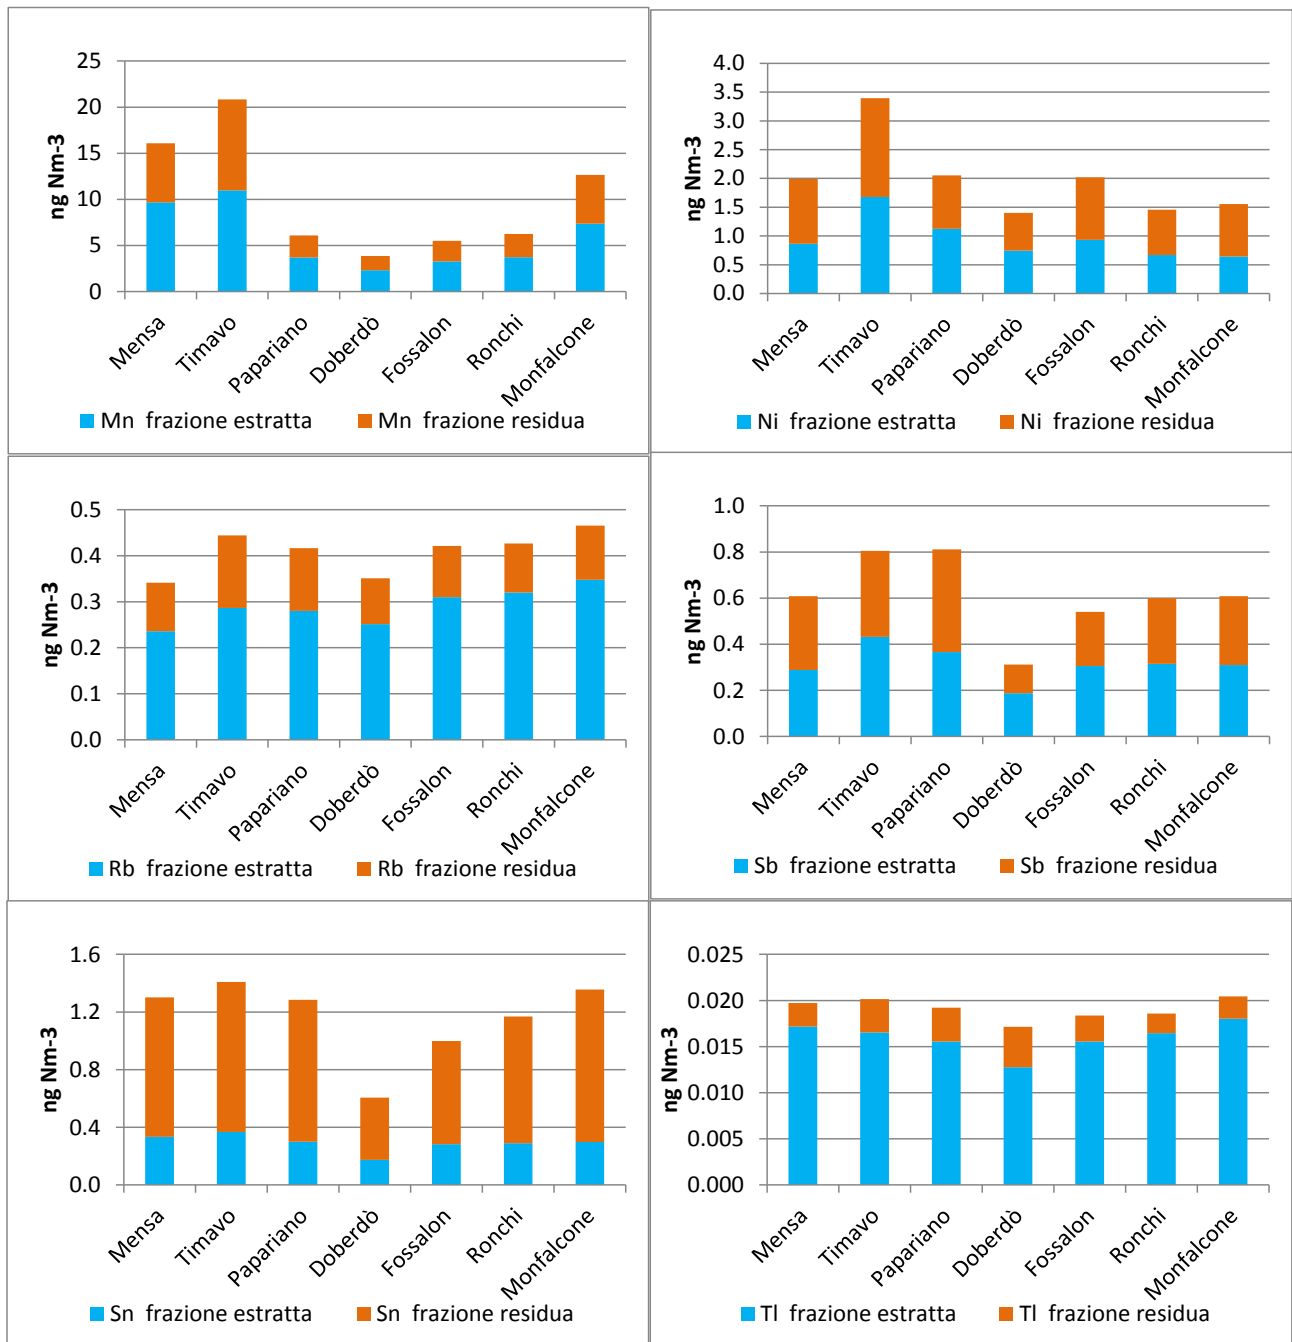 25
20
15
10
5
0
ng Nm-3
Mensa
Timavo
Papariano
Doberdò
Fossalon
Ronchi
Monfalcone
Mn frazione estratta
Mn frazione residua
4.0
3.5
3.0
2.5
2.0
1.5
1.0
0.5
0.0
ng Nm-3
Mensa
Timavo
Papariano
Doberdò
Fossalon
Ronchi
Monfalcone
Ni frazione estratta
Ni frazione residua
0.5
0.4
0.3
0.2
0.1
0.0
ng Nm-3
Mensa
Timavo
Papariano
Doberdò
Fossalon
Ronchi
Monfalcone
Rb frazione estratta
Rb frazione residua
1.0
0.8
0.6
0.4
0.2
0.0
ng Nm-3
Mensa
Timavo
Papariano
Doberdò
Fossalon
Ronchi
Monfalcone
Sb frazione estratta
Sb frazione residua
1.6
1.2
0.8
0.4
0.0
ng Nm-3
Mensa
Timavo
Papariano
Doberdò
Fossalon
Ronchi
Monfalcone
Sn frazione estratta
Sn frazione residua
0.025
0.020
0.015
0.010
0.005
0.000
ng Nm-3
Mensa
Timavo
Papariano
Doberdò
Fossalon
Ronchi
Monfalcone
Tl frazione estratta
Tl frazione residua